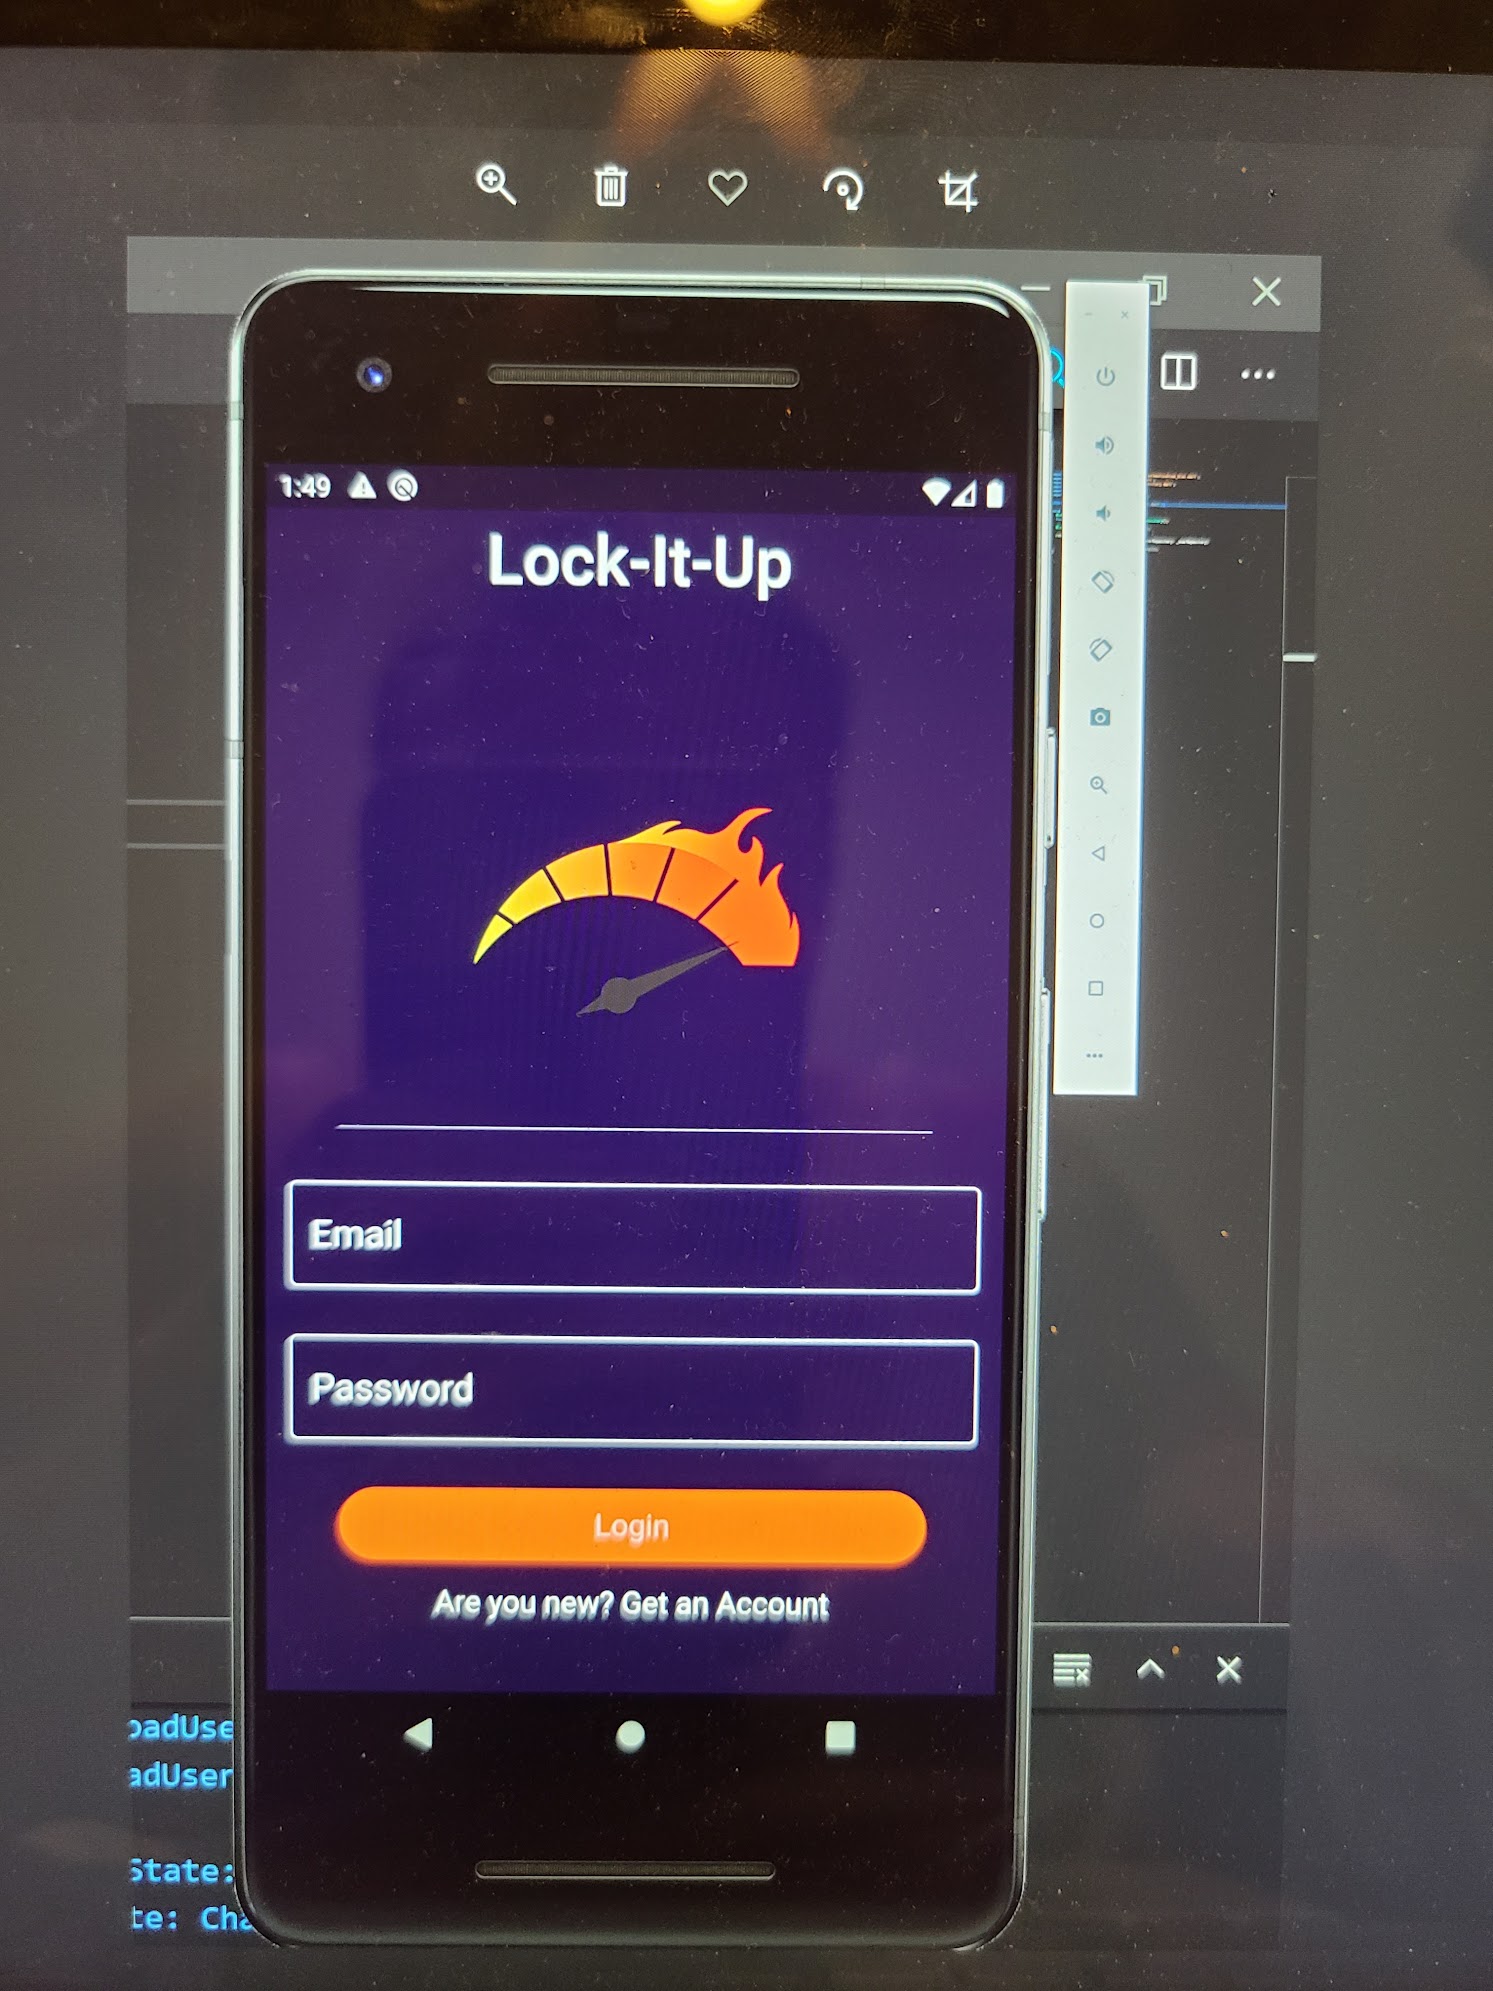 1:49
Lock-It-Up
Email
Password
Login
Are you new? Get an Account
oadUse
adUser
State:
te: Cha